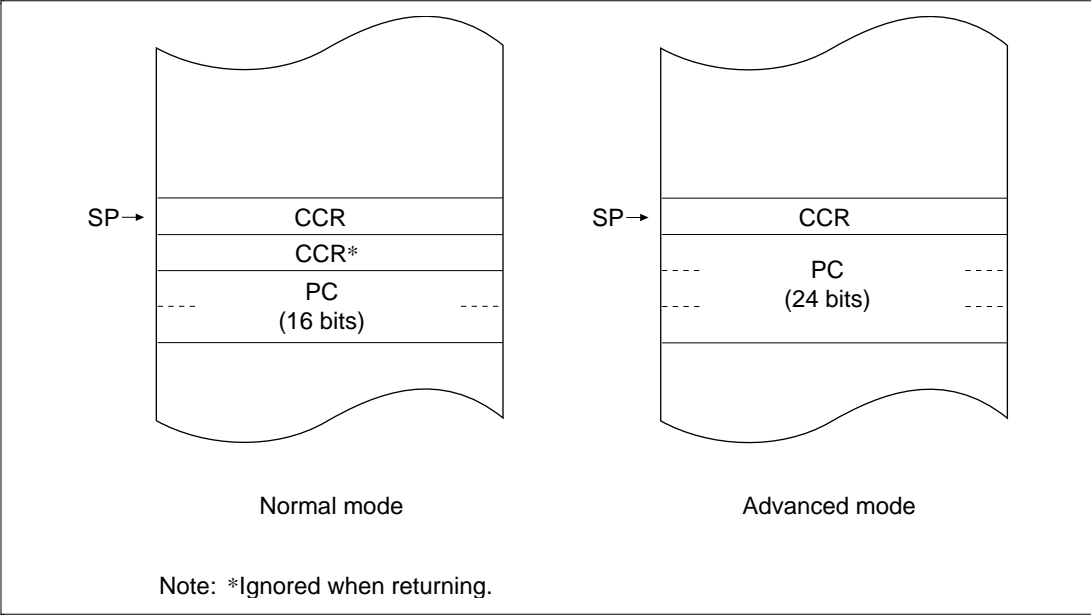 SP→ CCR
CCR*
PC
(16 bits)
Normal mode
SP→ CCR
PC
(24 bits)
Advanced mode
Note: *Ignored when returning.